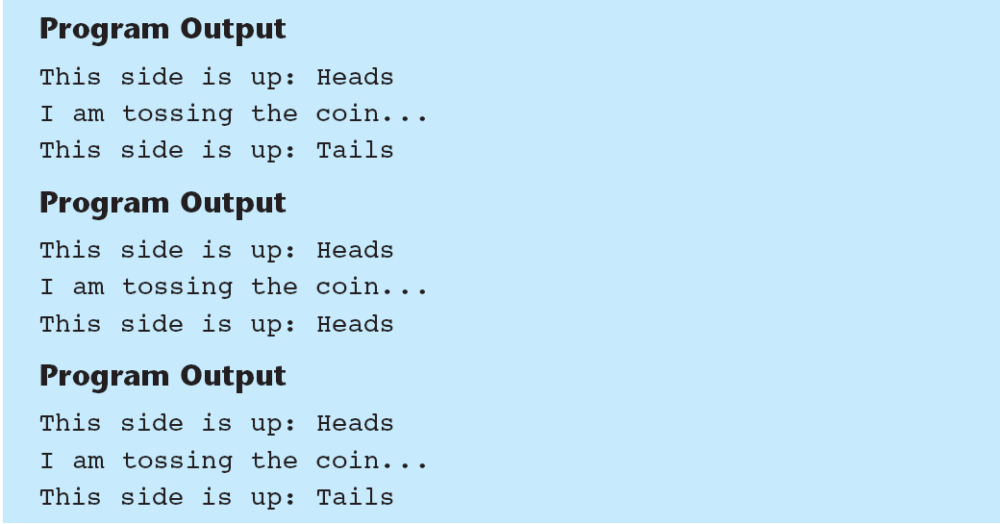 Program Output
This side is up: Heads
I am tossing the coin...
This side is up: Tails
Program Output
This side is up: Heads
I am tossing the coin...
This side is up: Heads
Program Output
This side is up: Heads
I am tossing the coin...
This side is up: Tails